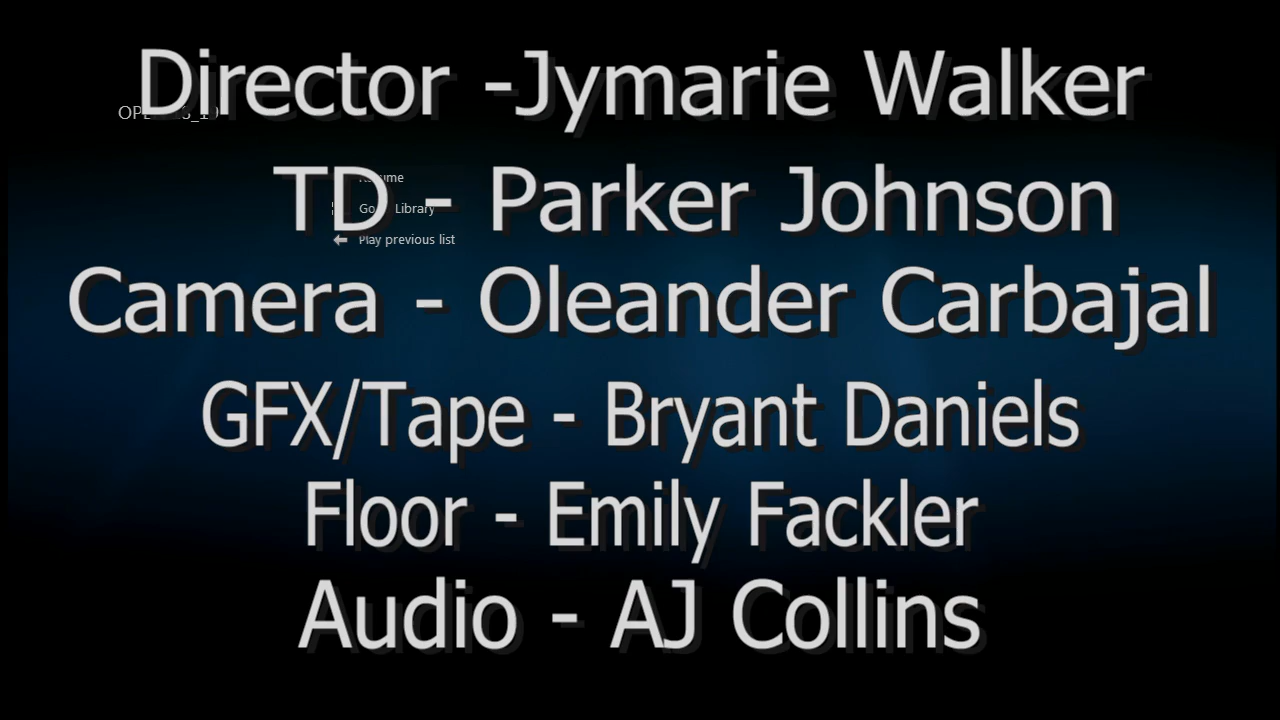 Director -Jymarie Walker
TD - Parker Johnson
Library
Play previous list
Camera - Oleander Carbajal
GFX/Tape - Bryant Daniels
Floor - Emily Fackler
Audio - AJ Collins